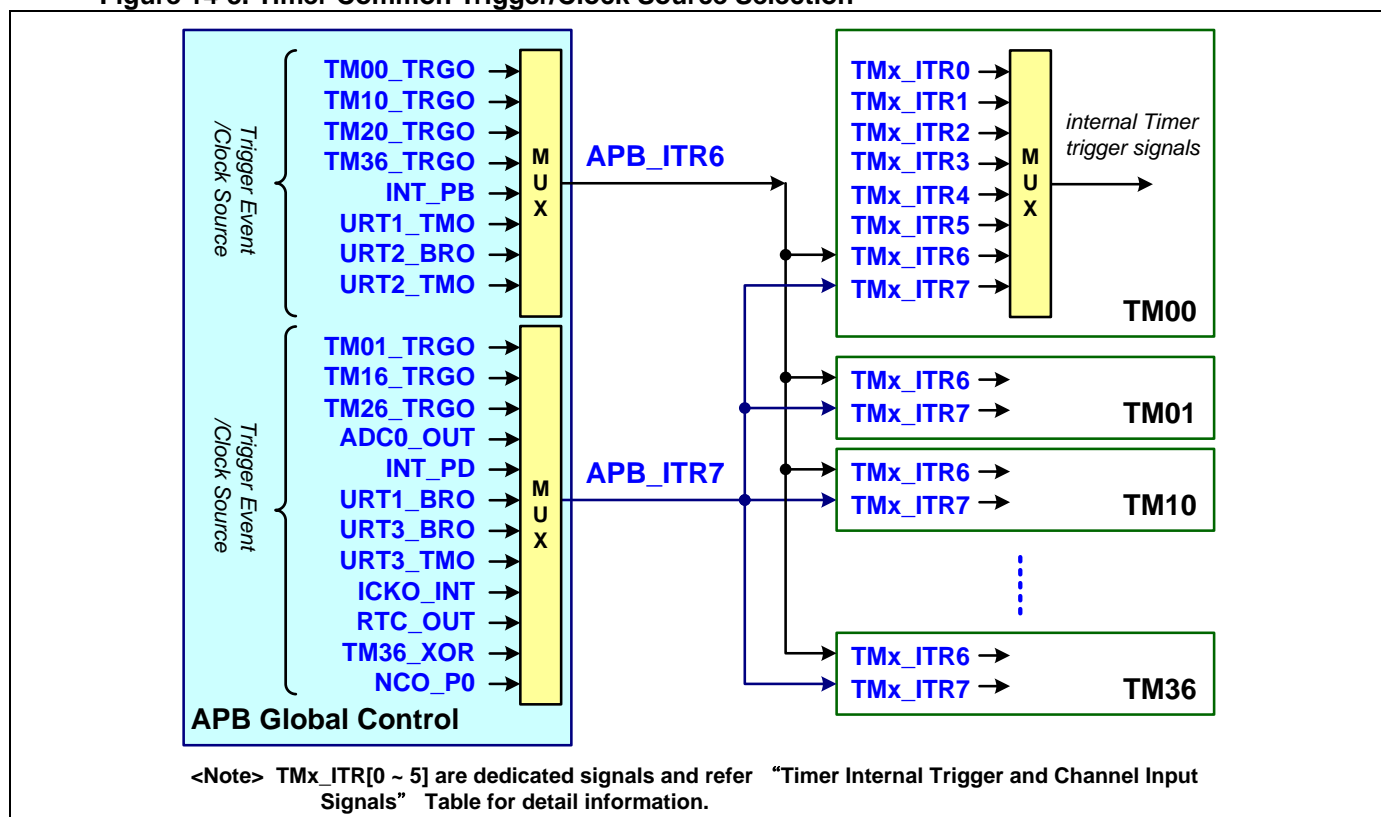 Figure 14-3. Timer Common Trigger/Clock Source Selection
Trigger Event
/Clock Source
TM00_TRGO
TM10_TRGO
TM20_TRGO
TM36_TRGO
INT_PB
URT1_TMO
URT2_BRO
URT2_TMO
MUX
APB_ITR6
Trigger Event
/Clock Source
TM01_TRGO
TM16_TRGO
TM26_TRGO
ADC0_OUT
INT_PD
URT1_BRO
URT3_BRO
URT3_TMO
ICKO_INT
RTC_OUT
TM36_XOR
NCO_P0
MUX
APB_ITR7
APB Global Control
TMx_ITR0
TMx_ITR1
TMx_ITR2
TMx_ITR3
TMx_ITR4
TMx_ITR5
TMx_ITR6
TMx_ITR7
MUX
internal Timer
trigger signals
TM00
TMx_ITR6
TMx_ITR7
TM01
TMx_ITR6
TMx_ITR7
TM10
TMx_ITR6
TMx_ITR7
TM36
<Note> TMx_ITR[0 ~ 5] are dedicated signals and refer “Timer Internal Trigger and Channel Input
Signals” Table for detail information.